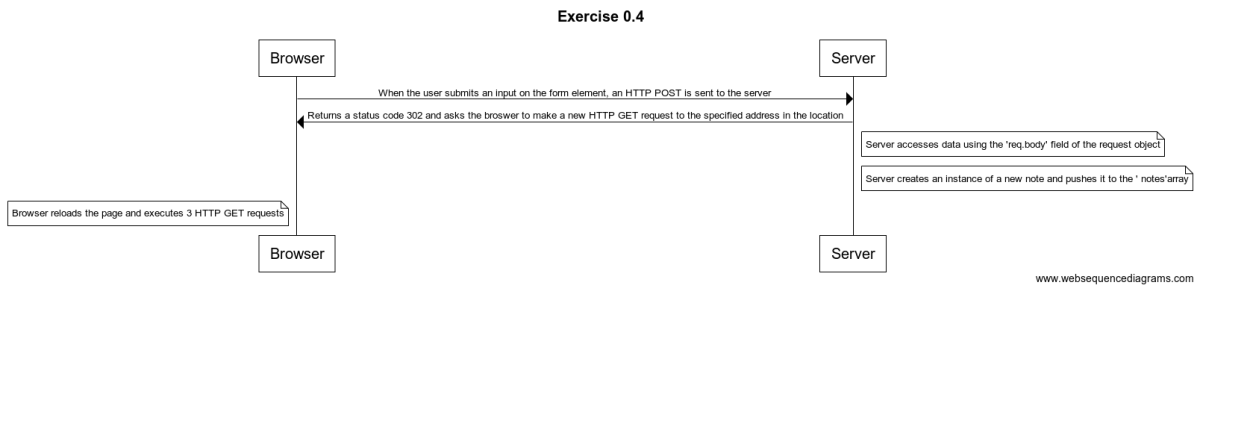 Exercise 0.4
Browser
Server
When the user submits an input on the form element, an HTTP POST is sent to the server
Returns a status code 302 and asks the broswer to make a new HTTP GET request to the specified address in the location
Server accesses data using the 'req.body' field of the request object
Server creates an instance of a new note and pushes it to the ' notes'array
Browser reloads the page and executes 3 HTTP GET requests
Browser
Server
www.websequencediagrams.com